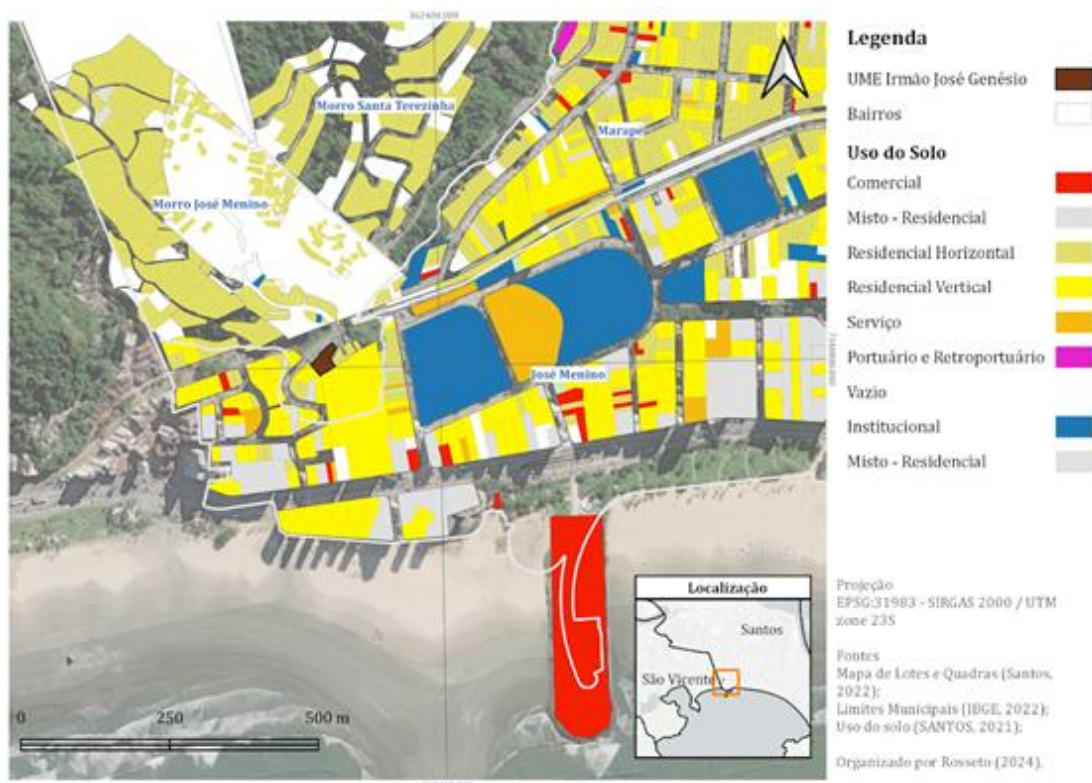 362400,000
Morro Santa Terezinha
Marapé
Morro José Menino
José Menino
0 250 500 m
Localização
Santos
São Vicente
Legenda
UME Irmão José Genésio
Bairros
Uso do Solo
Comercial
Misto - Residencial
Residencial Horizontal
Residencial Vertical
Serviço
Portuário e Retroportuário
Vazio
Institucional
Misto - Residencial
Projeção
EPSG:31983 - SIRGAS 2000 / UTM
zone 23S
Fontes
Mapa de Lotes e Quadras (Santos,
2022);
Limites Municipais (IBGE, 2022);
Uso do solo (SANTOS, 2021);
Organizado por Rosseto (2024).